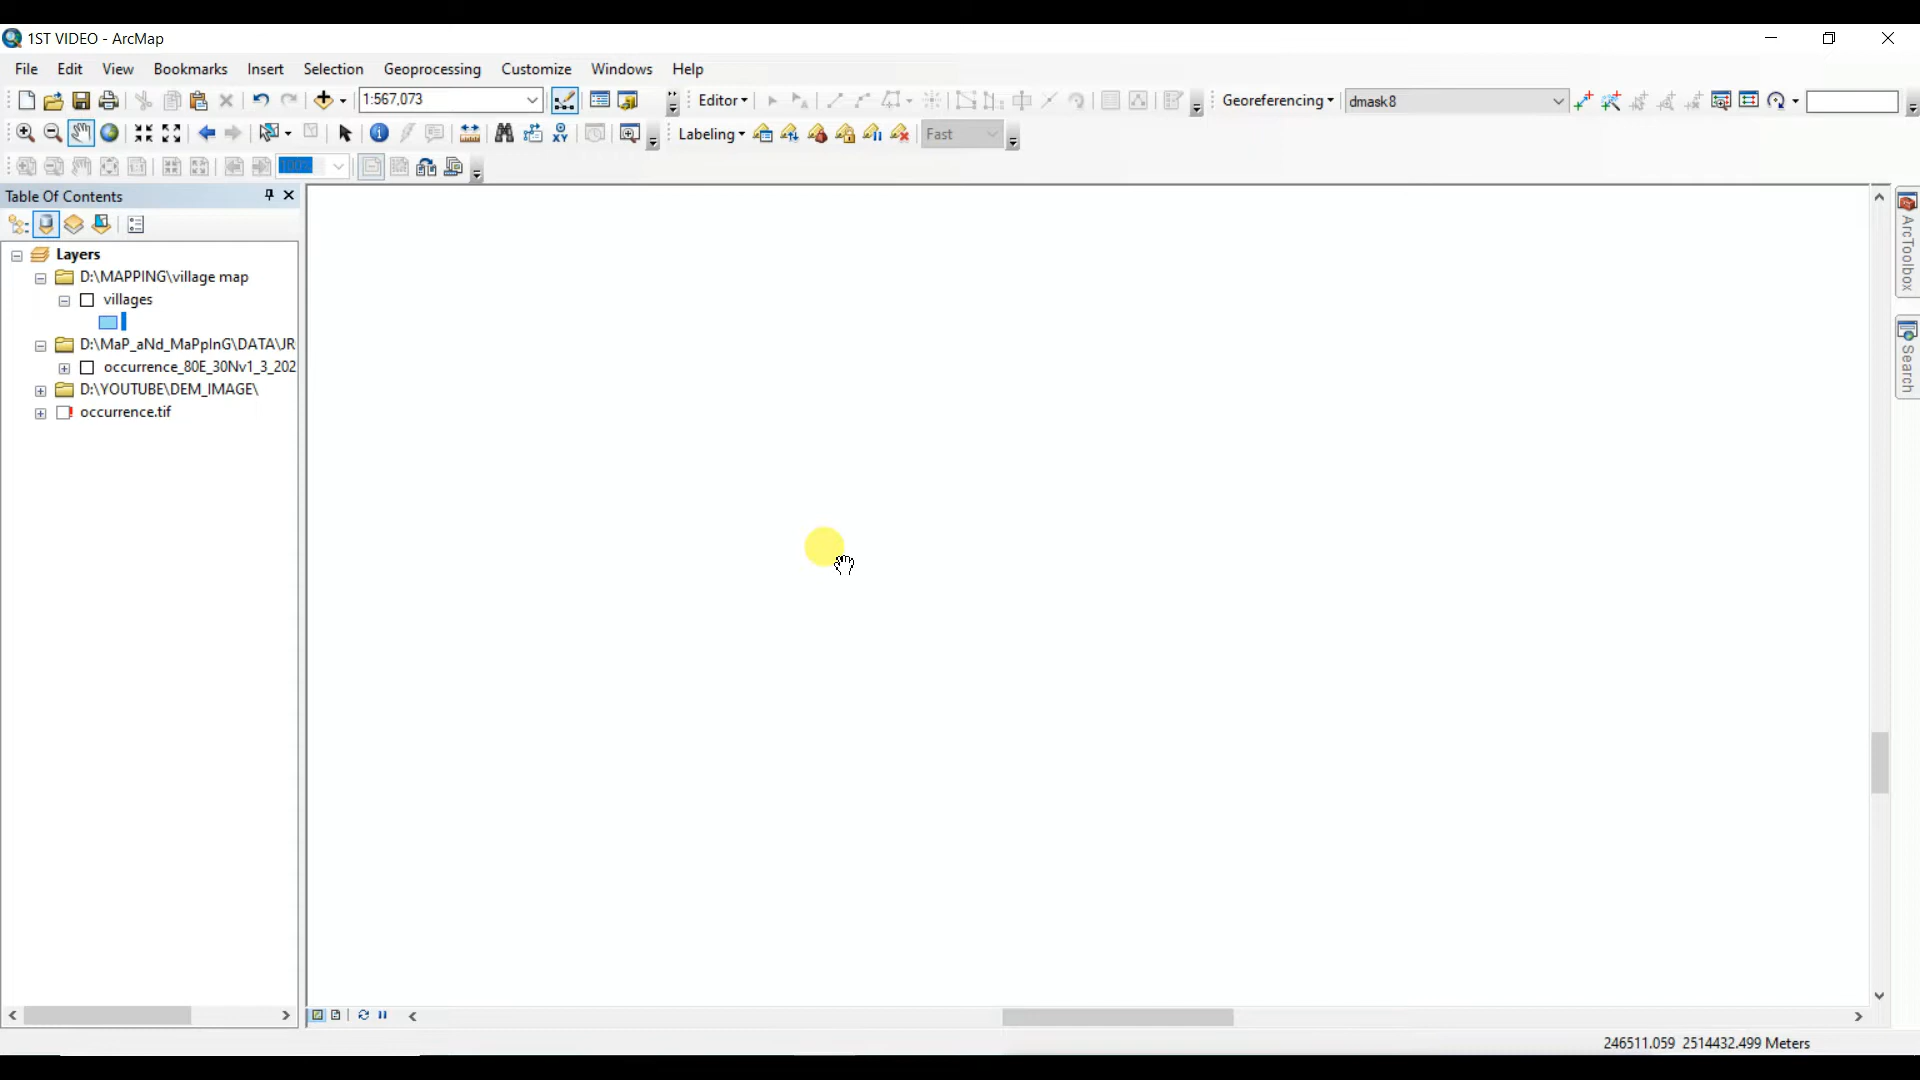 1ST VIDEO - ArcMap
File Edit View Bookmarks Insert Selection Geoprocessing Customize Windows Help
1:567,073 Editor Georeferencing dmask8
Labeling Fast
100%
Table Of Contents
Layers
D:\MAPPING\village map
villages
D:\MaP_aNd_MaPpInG\DATA\JR
occurrence_80E_30Nv1_3_202
D:\YOUTUBE\DEM_IMAGE\
occurrence.tif
ArcToolbox
Search
246511.059 2514432.499 Meters